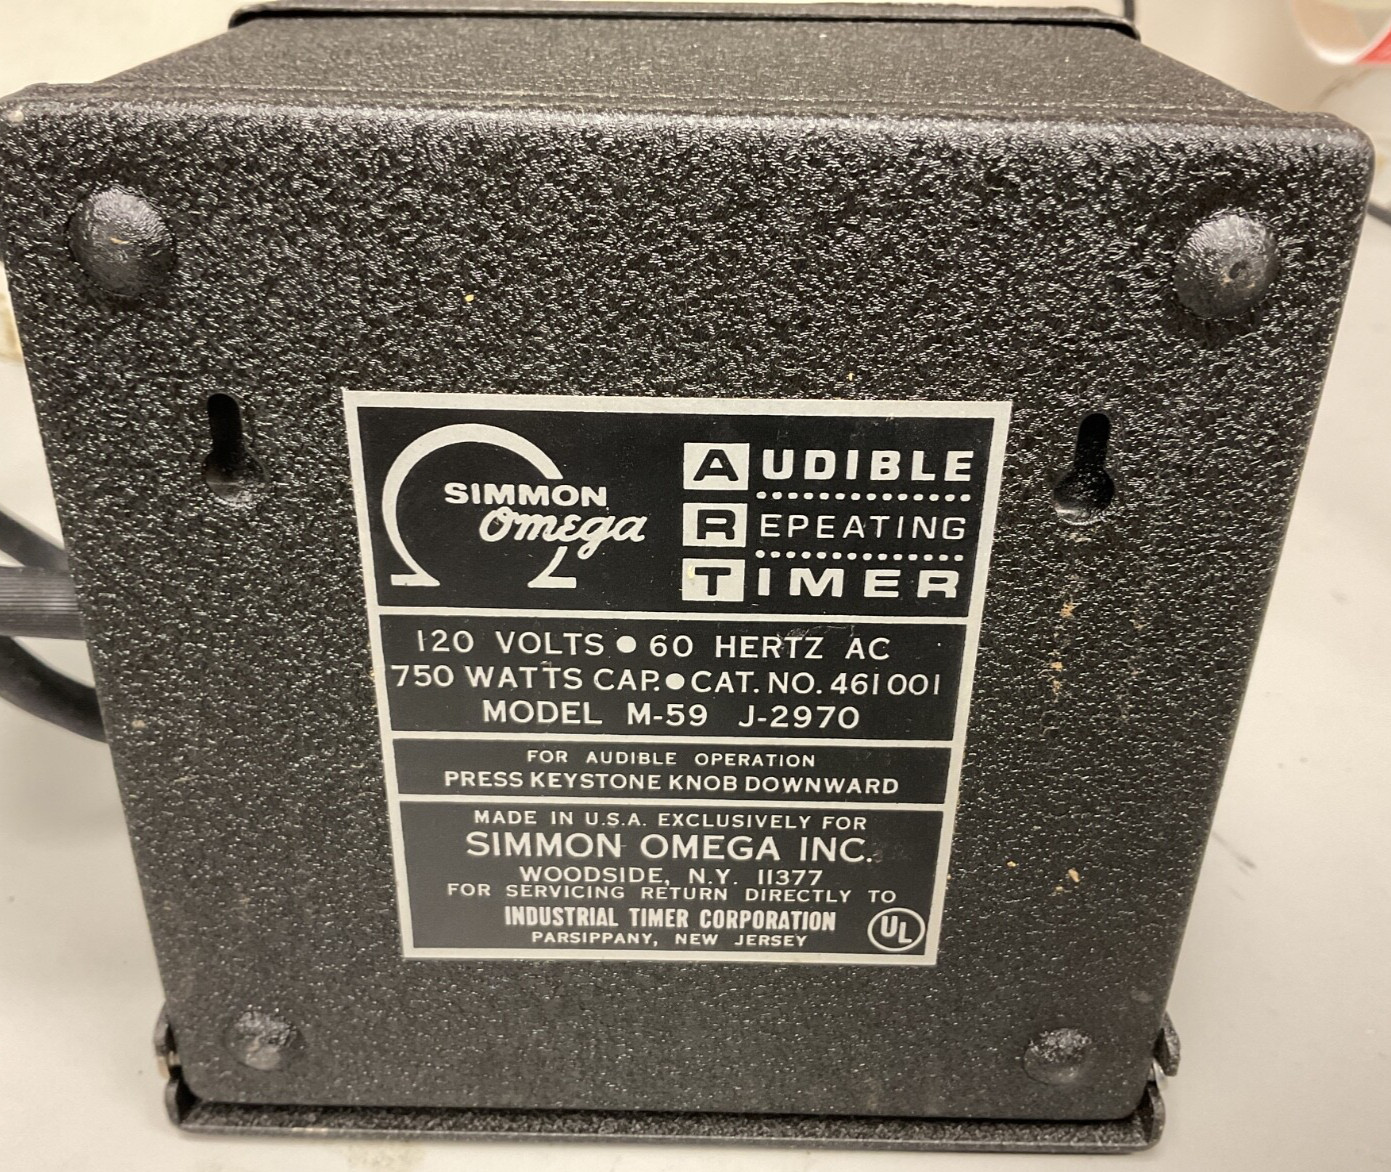 SIMMON
Omega
AUDIBLE
REPEATING
TIMER
120 VOLTS • 60 HERTZ AC
750 WATTS CAP. • CAT. NO. 461001
MODEL M-59 J-2970
FOR AUDIBLE OPERATION
PRESS KEYSTONE KNOB DOWNWARD
MADE IN U.S.A. EXCLUSIVELY FOR
SIMMON OMEGA INC.
WOODSIDE, N.Y. 11377
FOR SERVICING RETURN DIRECTLY TO
INDUSTRIAL TIMER CORPORATION
PARSIPPANY, NEW JERSEY
UL